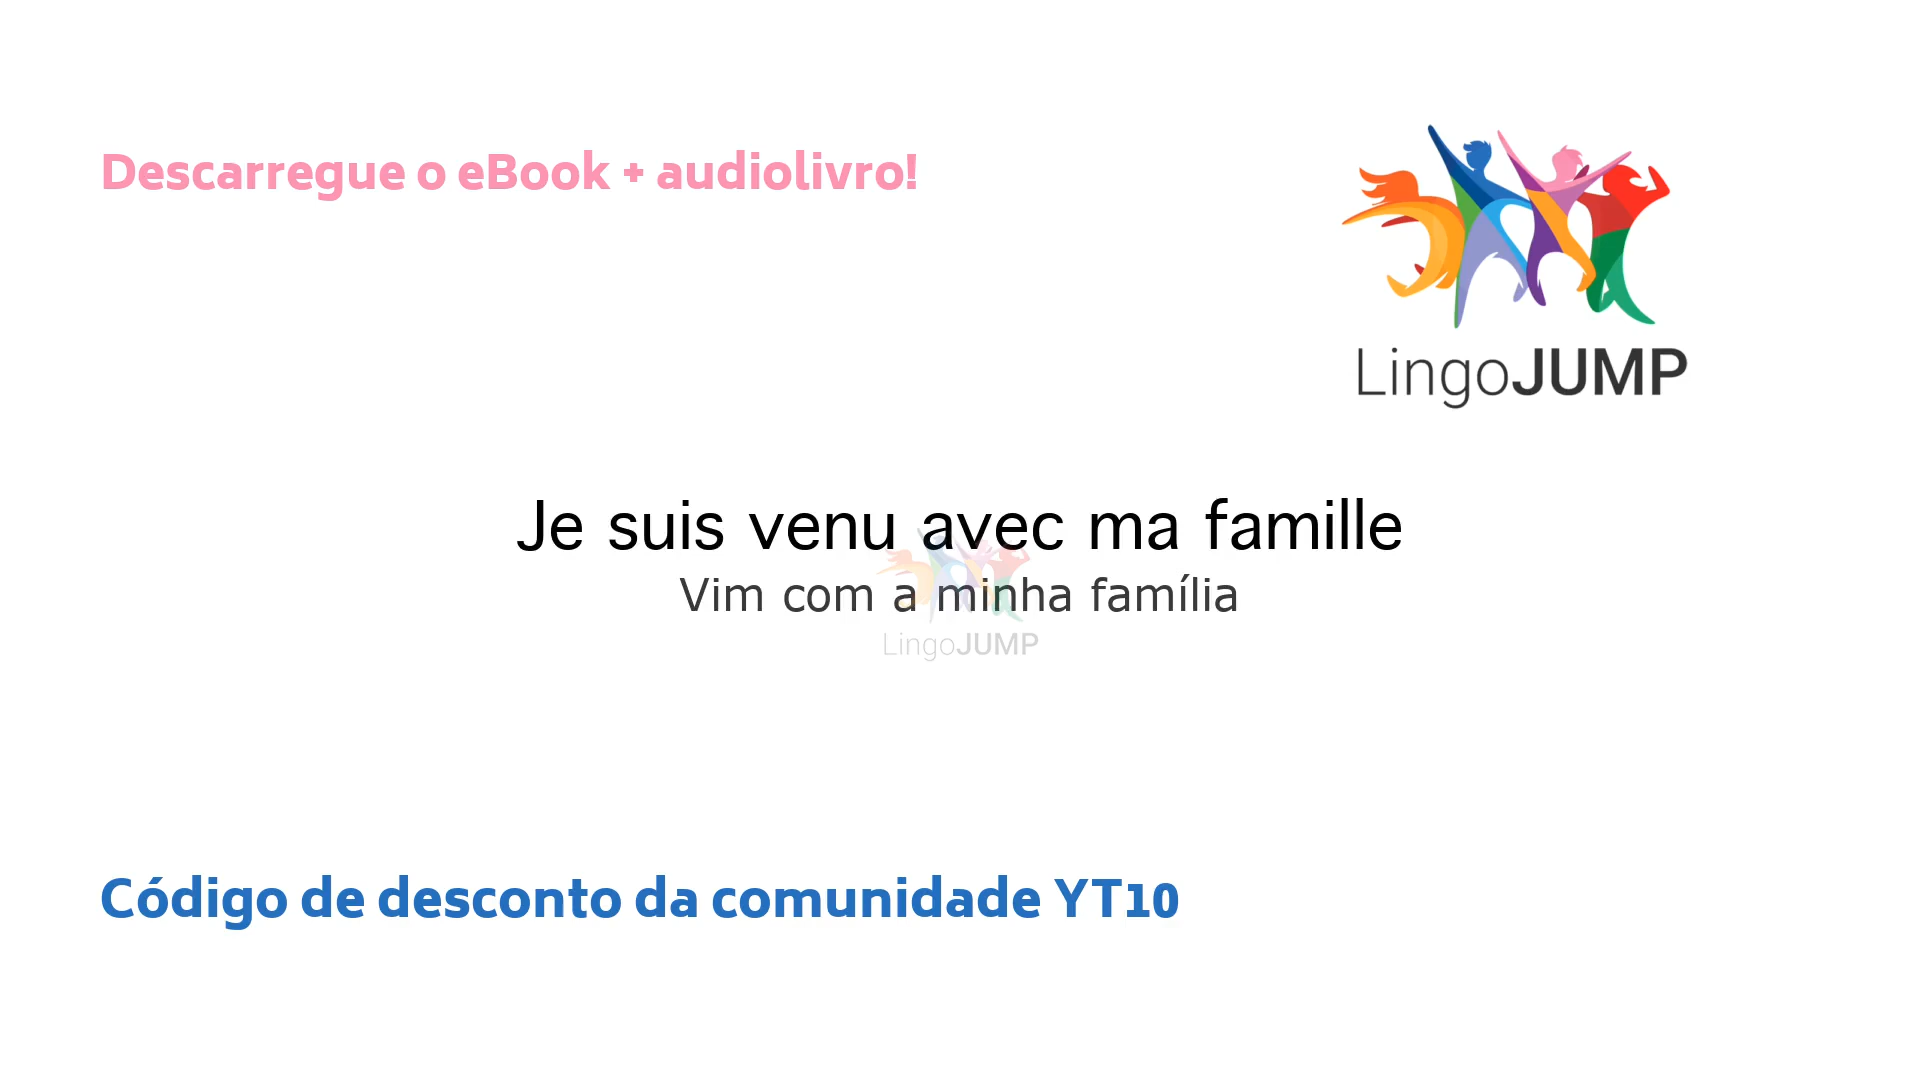 Descarregue o eBook + audiolivro!
LingoJUMP
Je suis venu avec ma famille
Vim com a minha família
LingoJUMP
Código de desconto da comunidade YT10